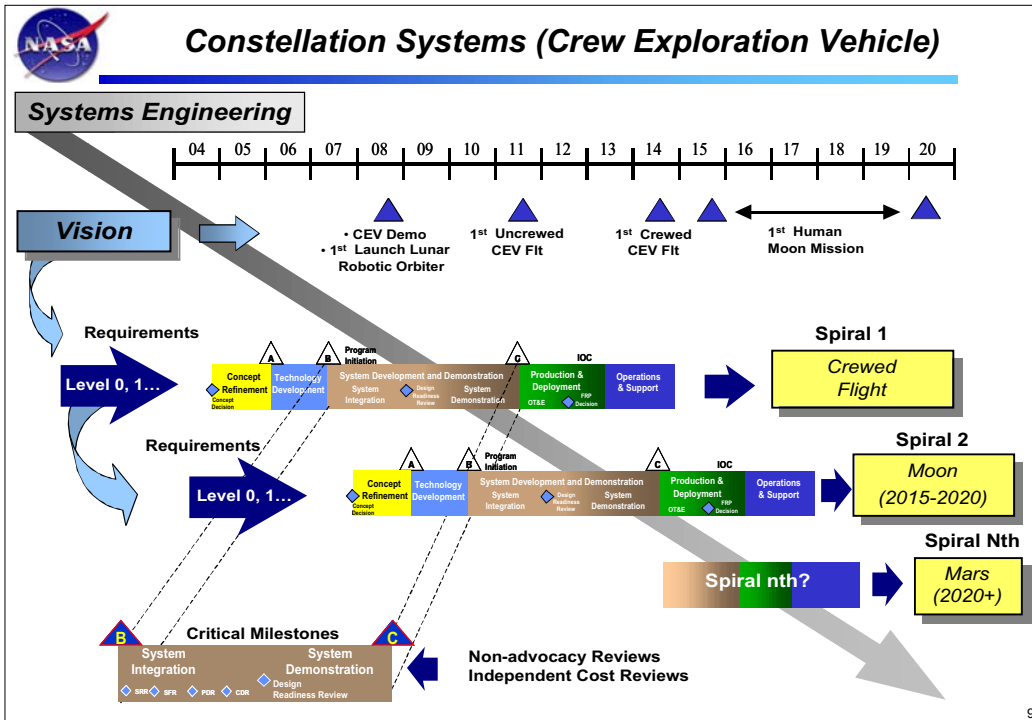 NASA
Constellation Systems (Crew Exploration Vehicle)
Systems Engineering
04 05 06 07 08 09 10 11 12 13 14 15 16 17 18 19 20
Vision
• CEV Demo
• 1st Launch Lunar
Robotic Orbiter
1st Uncrewed
CEV Flt
1st Crewed
CEV Flt
1st Human
Moon Mission
Requirements
Level 0, 1…
A
B
Program
Initiation
C
IOC
Concept
Refinement
Concept
Decision
Technology
Development
System Development and Demonstration
System
Integration
Design
Readiness
Review
System
Demonstration
Production &
Deployment
OT&E
FRP
Decision
Operations
& Support
Spiral 1
Crewed
Flight
Requirements
Level 0, 1…
A
B
Program
Initiation
C
IOC
Concept
Refinement
Concept
Decision
Technology
Development
System Development and Demonstration
System
Integration
Design
Readiness
Review
System
Demonstration
Production &
Deployment
OT&E
FRP
Decision
Operations
& Support
Spiral 2
Moon
(2015-2020)
Spiral nth?
Spiral Nth
Mars
(2020+)
B
Critical Milestones
C
System
Integration
System
Demonstration
SRR
SFR
PDR
CDR
Design
Readiness Review
Non-advocacy Reviews
Independent Cost Reviews
9